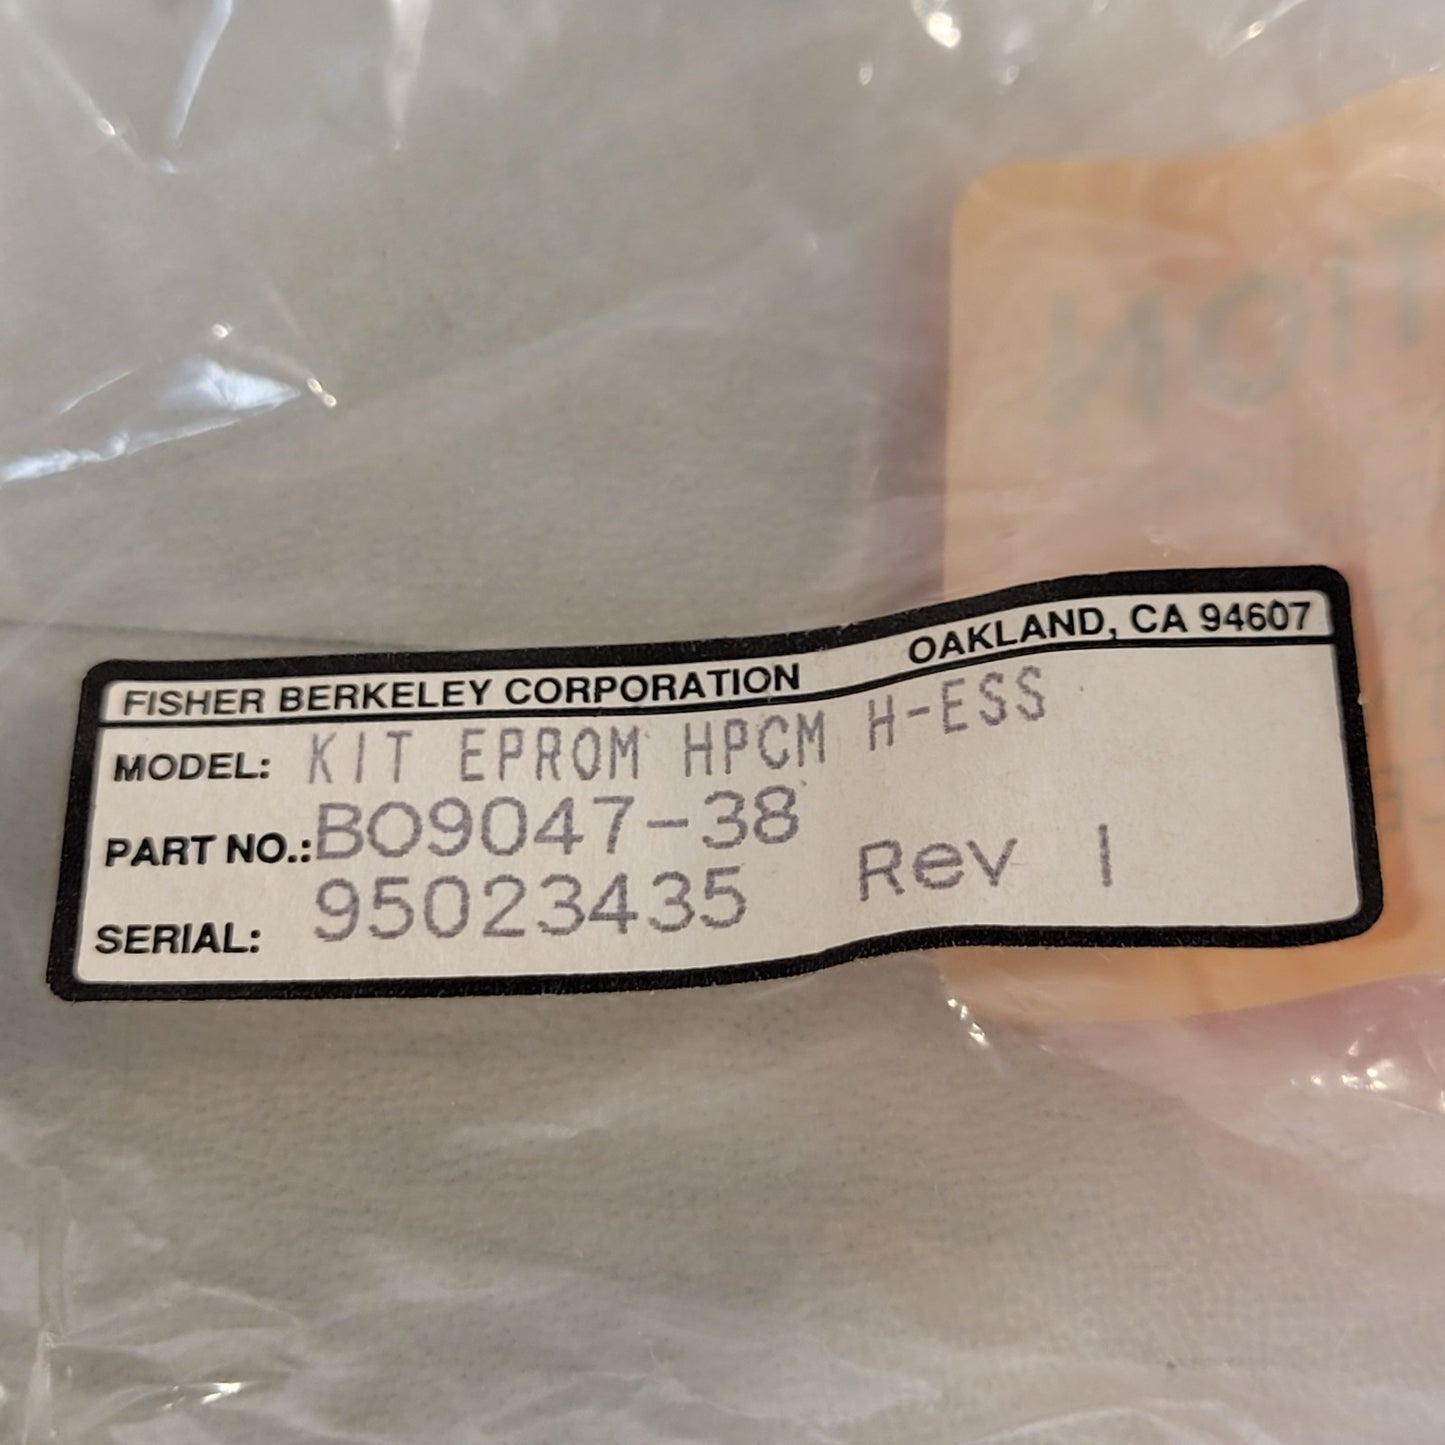 FISHER BERKELEY CORPORATION OAKLAND, CA 94607
MODEL: KIT EPROM HPCM H-ESS
PART NO.: BO9047-38
SERIAL: 95023435 Rev 1